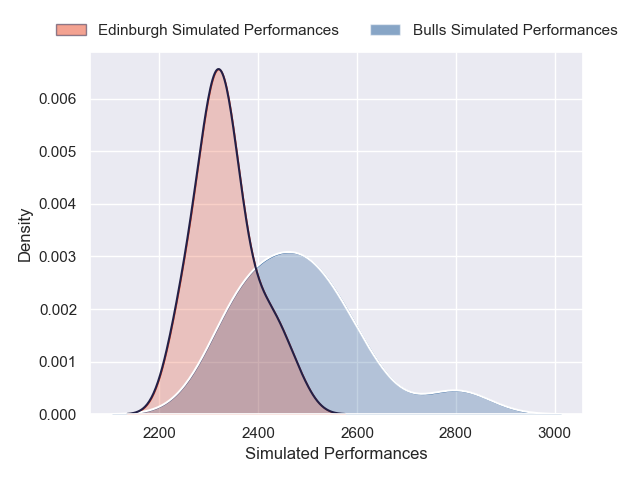 Edinburgh Simulated Performances Bulls Simulated Performances
0.006
0.005
0.004
0.003
0.002
0.001
0.000
Density
2200 2400 2600 2800 3000
Simulated Performances